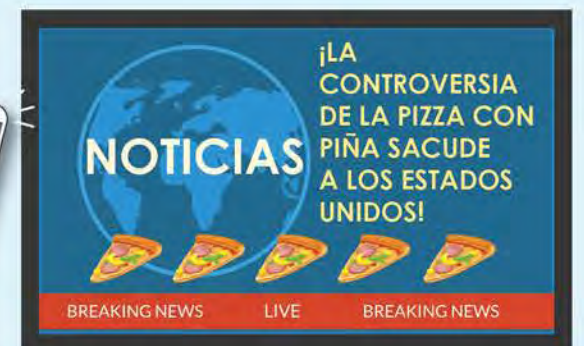 NOTICIAS
¡LA
CONTROVERSIA
DE LA PIZZA CON
PIÑA SACUDE
A LOS ESTADOS
UNIDOS!
BREAKING NEWS LIVE BREAKING NEWS